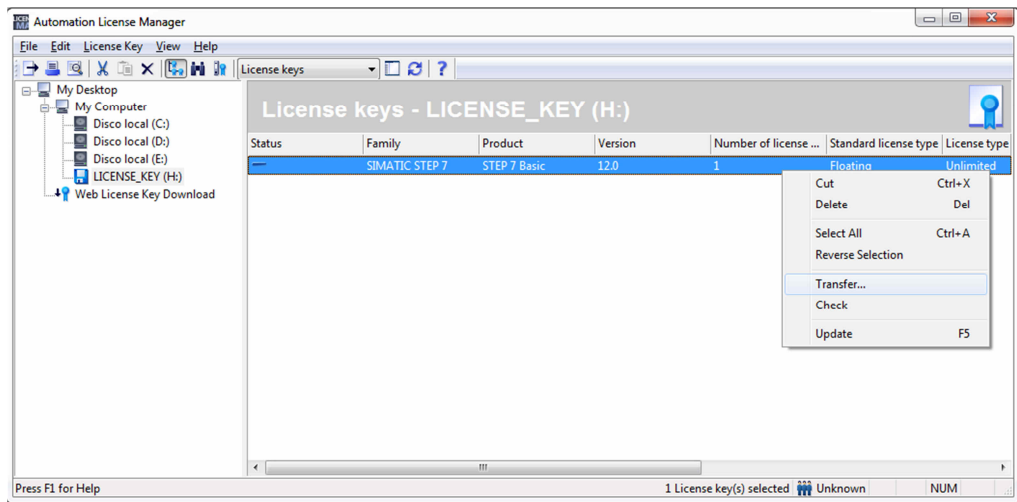 Automation License Manager
File Edit License Key View Help
License keys
My Desktop
My Computer
Disco local (C:)
Disco local (D:)
Disco local (E:)
LICENSE_KEY (H:)
Web License Key Download
License keys - LICENSE_KEY (H:)
Status Family Product Version Number of license ... Standard license type License type
SIMATIC STEP 7 STEP 7 Basic 12.0 1 Floating Unlimited
Cut Ctrl+X
Delete Del
Select All Ctrl+A
Reverse Selection
Transfer...
Check
Update F5
Press F1 for Help 1 License key(s) selected Unknown NUM